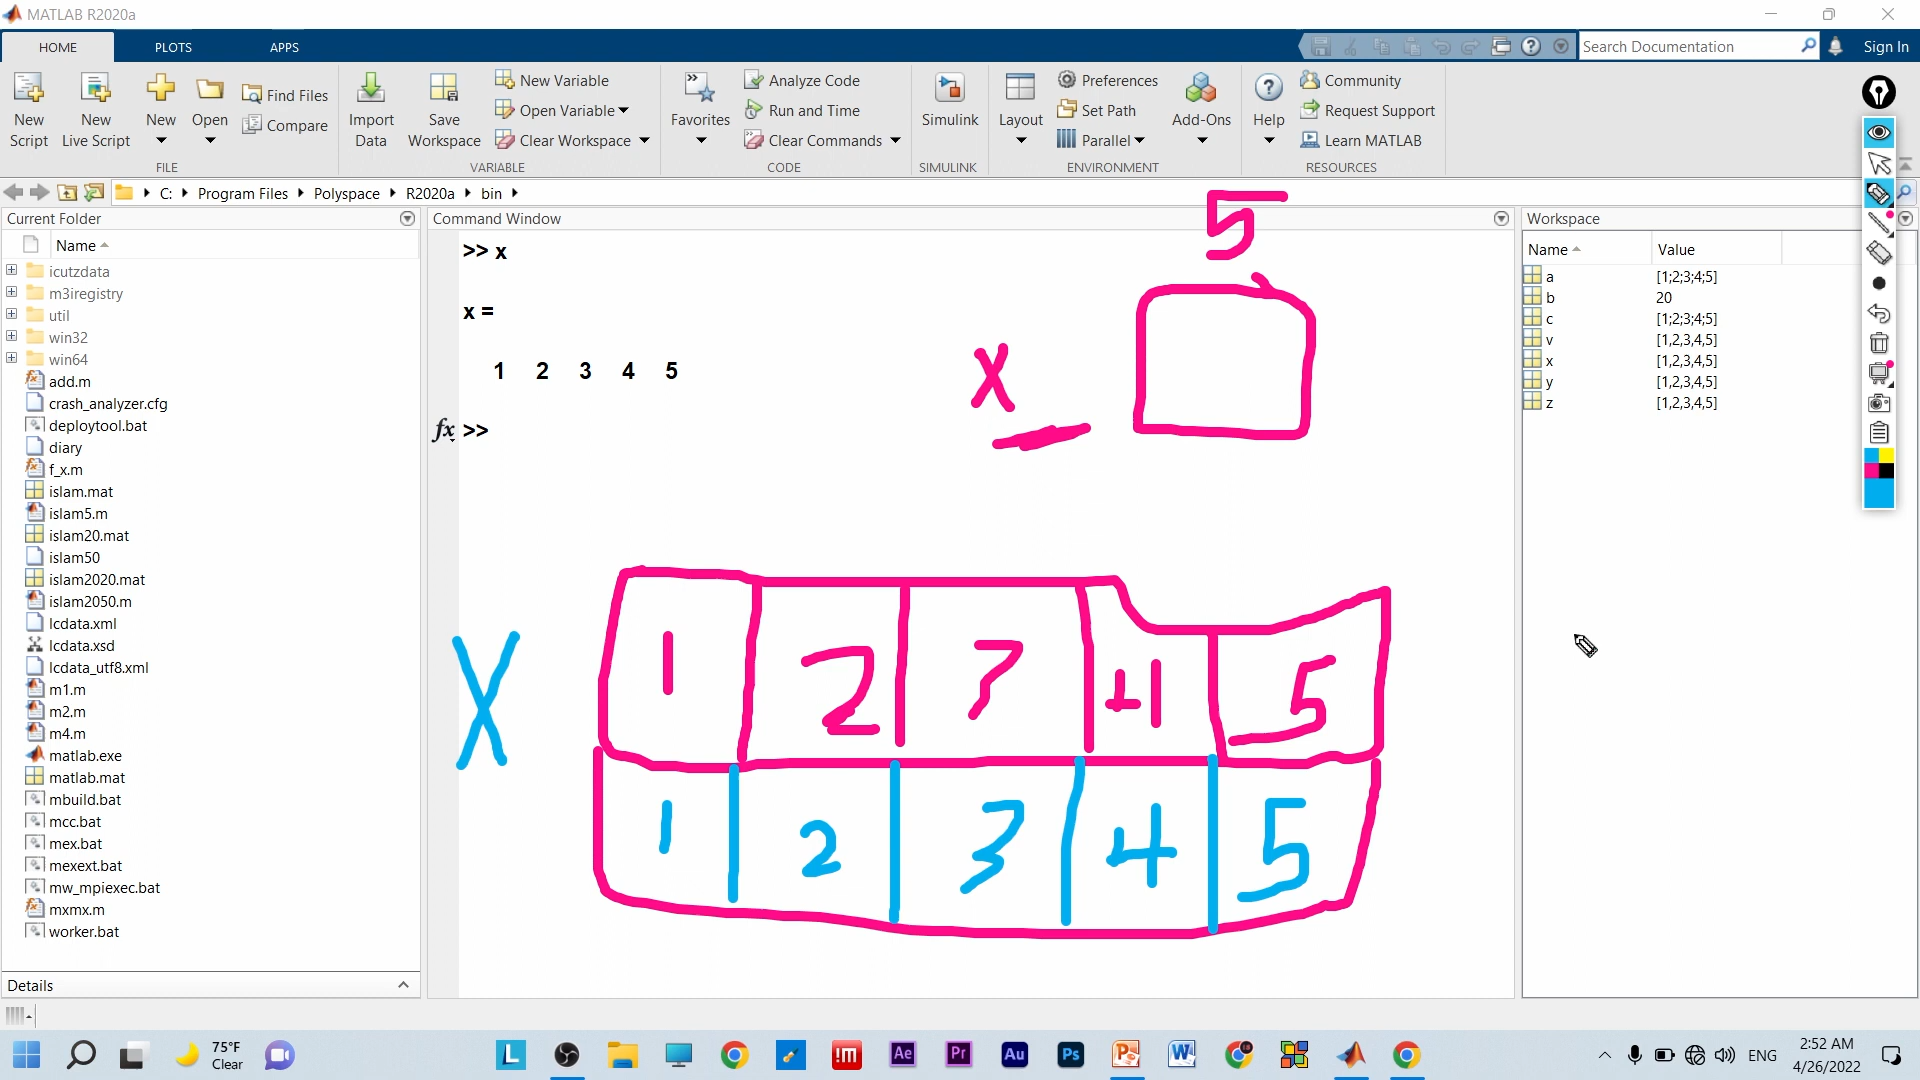 MATLAB R2020a
HOME PLOTS APPS
Search Documentation
Sign In
New Script
New Live Script
New
Open
Find Files
Compare
FILE
Import Data
Save Workspace
New Variable
Open Variable
Clear Workspace
VARIABLE
Favorites
Analyze Code
Run and Time
Clear Commands
CODE
Simulink
SIMULINK
Layout
Preferences
Set Path
Parallel
ENVIRONMENT
Add-Ons
Help
Community
Request Support
Learn MATLAB
RESOURCES
C: Program Files Polyspace R2020a bin
Current Folder
Name
icutzdata
m3iregistry
util
win32
win64
add.m
crash_analyzer.cfg
deploytool.bat
diary
f_x.m
islam.mat
islam5.m
islam20.mat
islam50
islam2020.mat
islam2050.m
lcdata.xml
lcdata.xsd
lcdata_utf8.xml
m1.m
m2.m
m4.m
matlab.exe
matlab.mat
mbuild.bat
mcc.bat
mex.bat
mexext.bat
mw_mpiexec.bat
mxmx.m
worker.bat
Details
Command Window
>> x
x =
1 2 3 4 5
fx >>
5
x
X
1 2 7 4 5
1 2 3 4 5
Workspace
Name Value
a [1;2;3;4;5]
b 20
c [1;2;3;4;5]
v [1,2,3,4,5]
x [1,2,3,4,5]
y [1,2,3,4,5]
z [1,2,3,4,5]
75°F
Clear
L
!M
Ae
Pr
Au
Ps
P
W
ENG
2:52 AM
4/26/2022